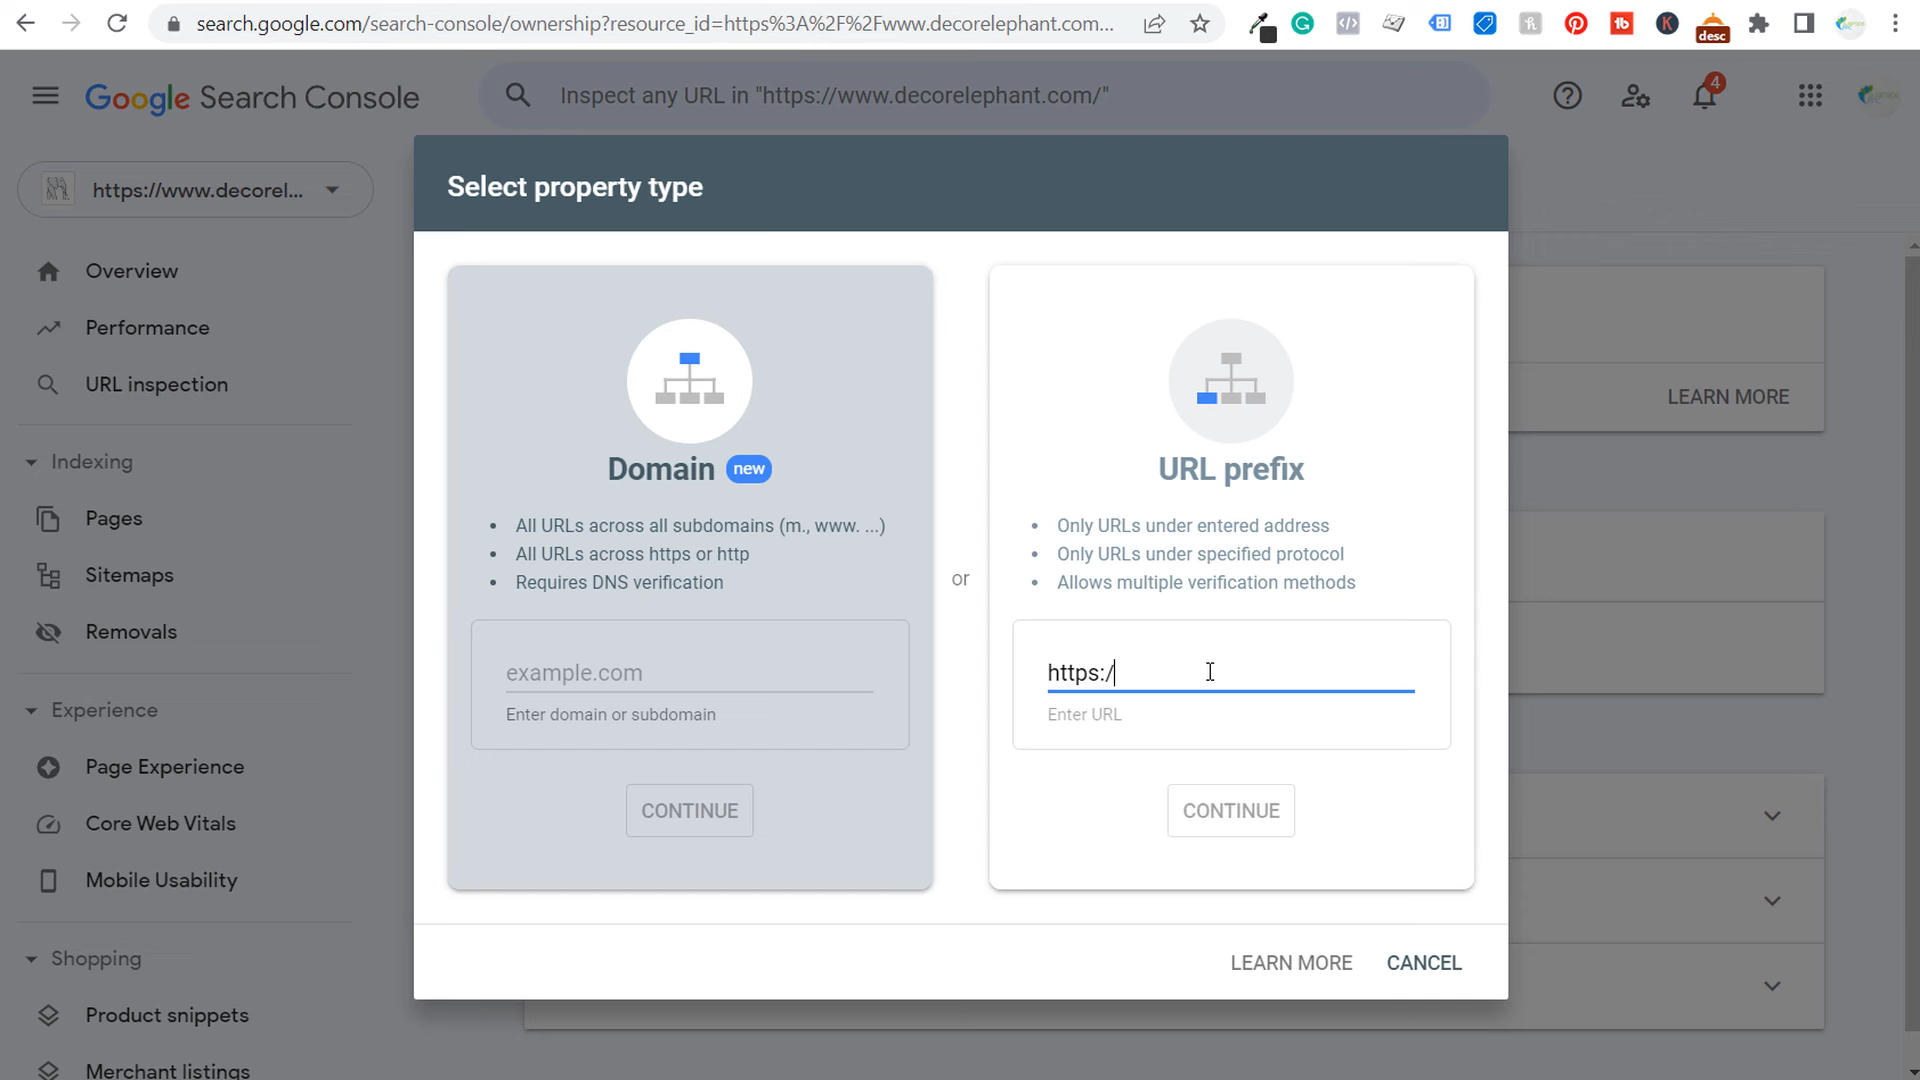 search.google.com/search-console/ownership?resource_id=https%3A%2F%2Fwww.decorelephant.com...
desc
Google Search Console
Inspect any URL in "https://www.decorelephant.com/"
4
https://www.decorel...
Overview
Performance
URL inspection
Indexing
Pages
Sitemaps
Removals
Experience
Page Experience
Core Web Vitals
Mobile Usability
Shopping
Product snippets
Merchant listings
Select property type
Domain new
All URLs across all subdomains (m., www. ...)
All URLs across https or http
Requires DNS verification
example.com
Enter domain or subdomain
CONTINUE
or
URL prefix
Only URLs under entered address
Only URLs under specified protocol
Allows multiple verification methods
https:/
Enter URL
CONTINUE
LEARN MORE
CANCEL
LEARN MORE